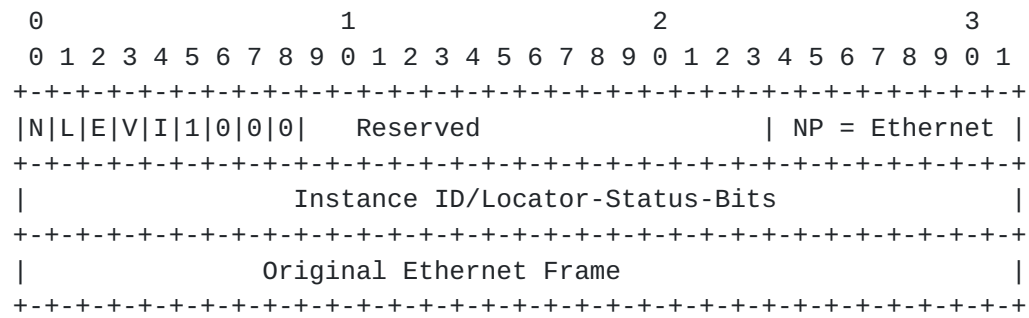 0                   1                   2                   3
 0 1 2 3 4 5 6 7 8 9 0 1 2 3 4 5 6 7 8 9 0 1 2 3 4 5 6 7 8 9 0 1
+-+-+-+-+-+-+-+-+-+-+-+-+-+-+-+-+-+-+-+-+-+-+-+-+-+-+-+-+-+-+-+-+
|N|L|E|V|I|1|0|0|0|   Reserved                  | NP = Ethernet |
+-+-+-+-+-+-+-+-+-+-+-+-+-+-+-+-+-+-+-+-+-+-+-+-+-+-+-+-+-+-+-+-+
|                 Instance ID/Locator-Status-Bits               |
+-+-+-+-+-+-+-+-+-+-+-+-+-+-+-+-+-+-+-+-+-+-+-+-+-+-+-+-+-+-+-+-+
|               Original Ethernet Frame                         |
+-+-+-+-+-+-+-+-+-+-+-+-+-+-+-+-+-+-+-+-+-+-+-+-+-+-+-+-+-+-+-+-+